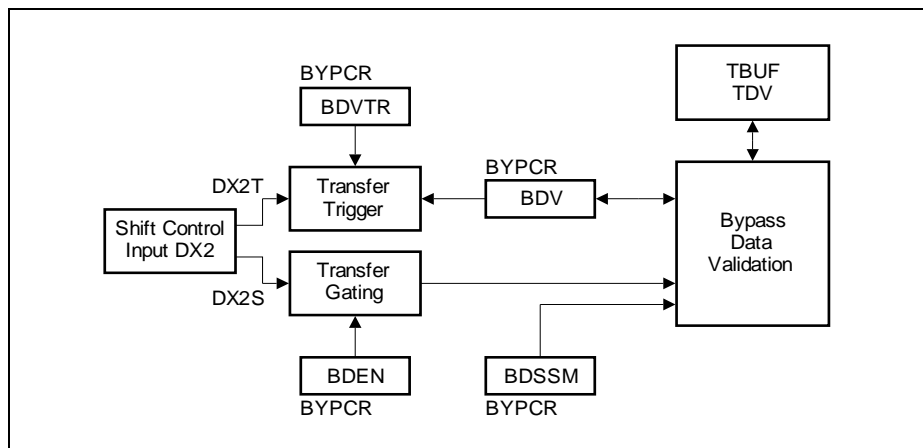 BYPCR
BDVTR
TBUF
TDV
DX2T
Transfer
Trigger
BYPCR
BDV
Shift Control
Input DX2
Bypass
Data
Validation
DX2S
Transfer
Gating
BDEN
BYPCR
BDSSM
BYPCR